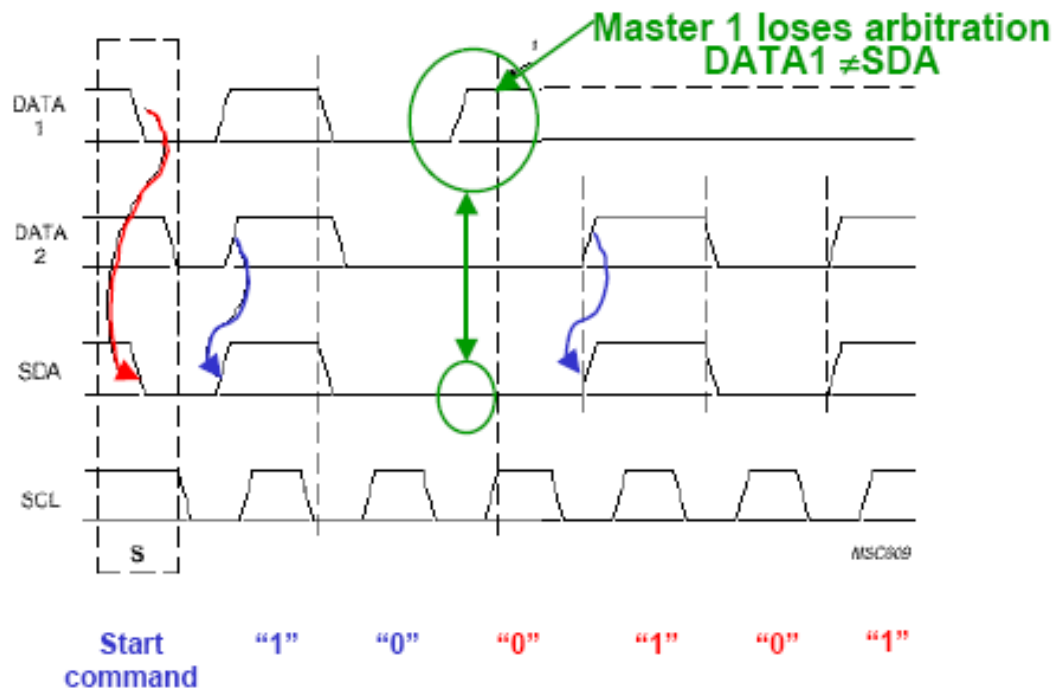 Master 1 loses arbitration
1
DATA1 ≠SDA
DATA
1
DATA
2
SDA
SCL
S
MSC609
Start “1” “0” “0” “1” “0” “1”
command